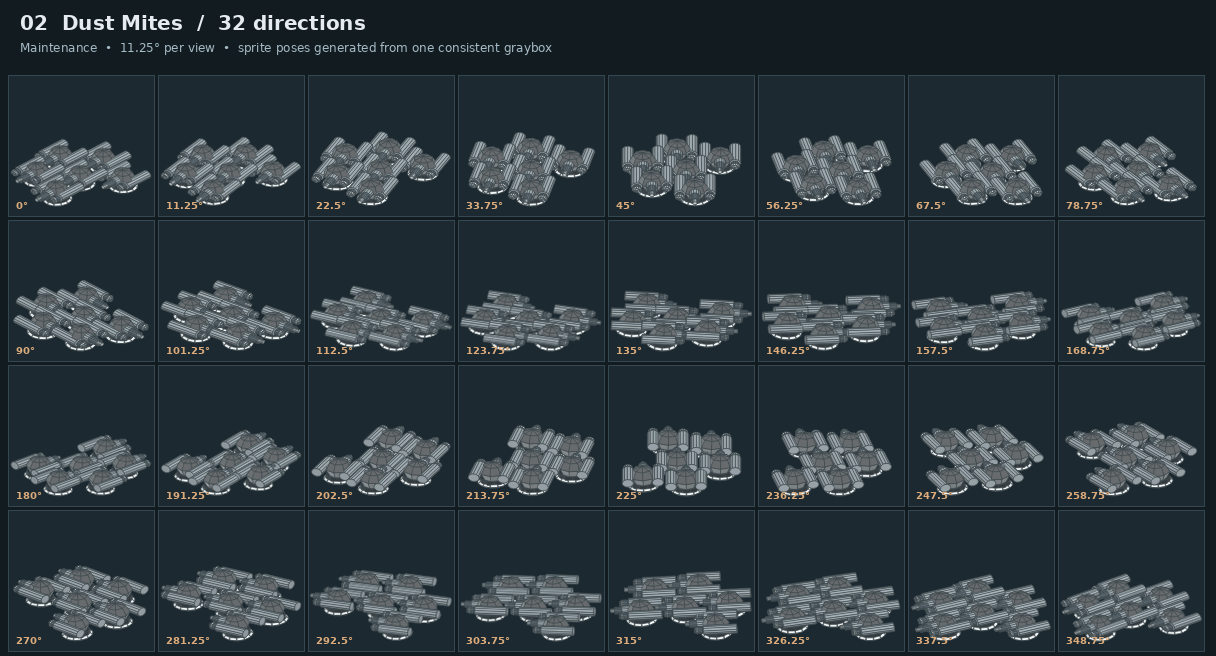 02 Dust Mites / 32 directions
Maintenance • 11.25° per view • sprite poses generated from one consistent graybox
0° 11.25° 22.5° 33.75° 45° 56.25° 67.5° 78.75°
90° 101.25° 112.5° 123.75° 135° 146.25° 157.5° 168.75°
180° 191.25° 202.5° 213.75° 225° 236.25° 247.5° 258.75°
270° 281.25° 292.5° 303.75° 315° 326.25° 337.5° 348.75°